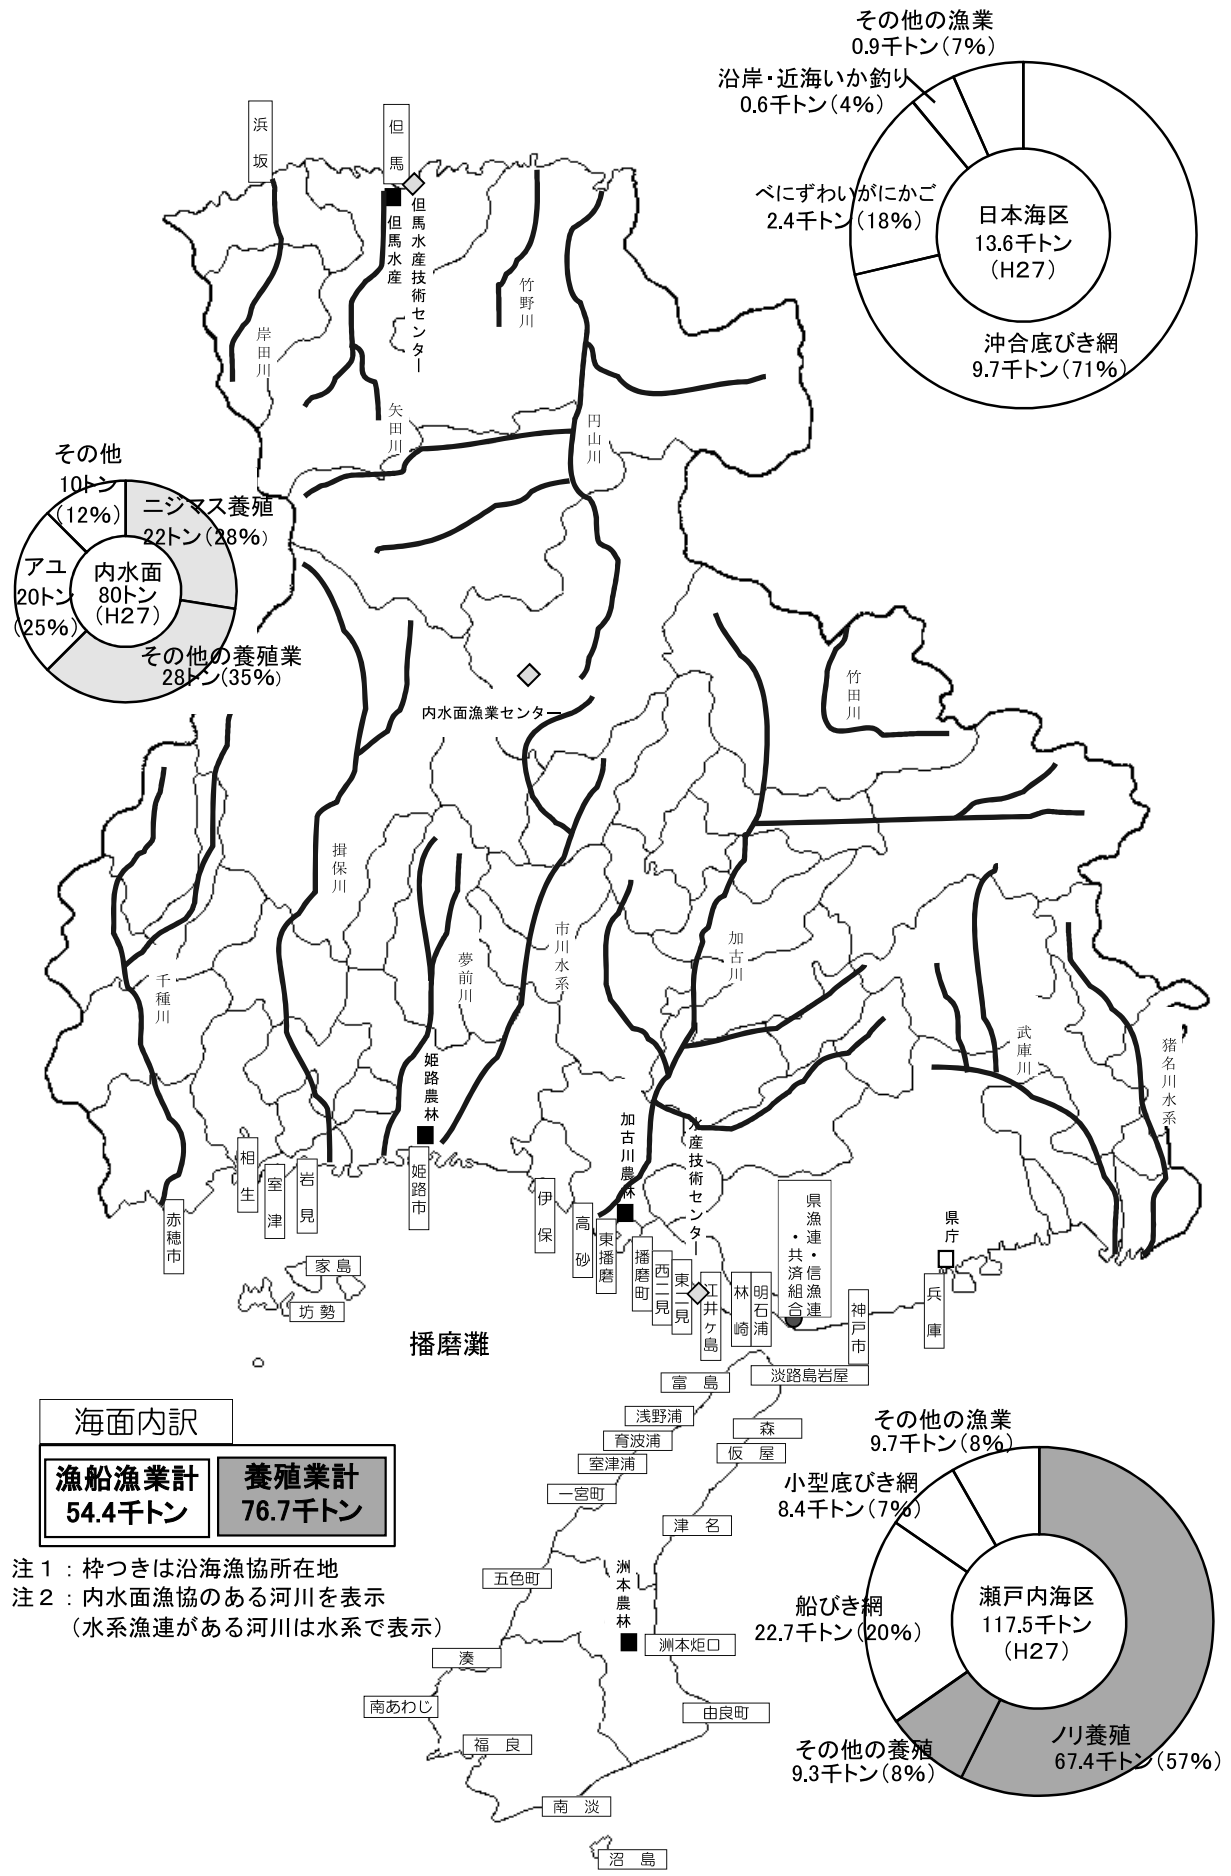 その他の漁業
0.9千トン(7%)
沿岸・近海いか釣り
0.6千トン(4%)
べにずわいがにかご
2.4千トン(18%)
日本海区
13.6千トン
(H27)
沖合底びき網
9.7千トン(71%)
浜坂
但馬
但馬水産
但馬水産技術センター
竹野川
岸田川
矢田川
円山川
その他
10トン
(12%)
ニジマス養殖
22トン(28%)
アユ
20トン
(25%)
内水面
80トン
(H27)
その他の養殖業
28トン(35%)
内水面漁業センター
竹田川
揖保川
千種川
夢前川
市川水系
加古川
武庫川
猪名川水系
姫路農林
加古川農林
水産技術センター
県漁連・信漁連
・共済組合
県庁
赤穂市
相生
室津
岩見
姫路市
伊保
高砂
東播磨
播磨町
西二見
東二見
江井ヶ島
林崎
明石浦
神戸市
兵庫
家島
坊勢
播磨灘
淡路島岩屋
富島
浅野浦
育波浦
室津浦
一宮町
森
仮屋
津名
五色町
洲本農林
洲本炬口
湊
南あわじ
由良町
福良
南淡
沼島
海面内訳
漁船漁業計
54.4千トン
養殖業計
76.7千トン
注1：枠つきは沿海漁協所在地
注2：内水面漁協のある河川を表示
(水系漁連がある河川は水系で表示)
その他の漁業
9.7千トン(8%)
小型底びき網
8.4千トン(7%)
船びき網
22.7千トン(20%)
瀬戸内海区
117.5千トン
(H27)
その他の養殖
9.3千トン(8%)
ノリ養殖
67.4千トン(57%)